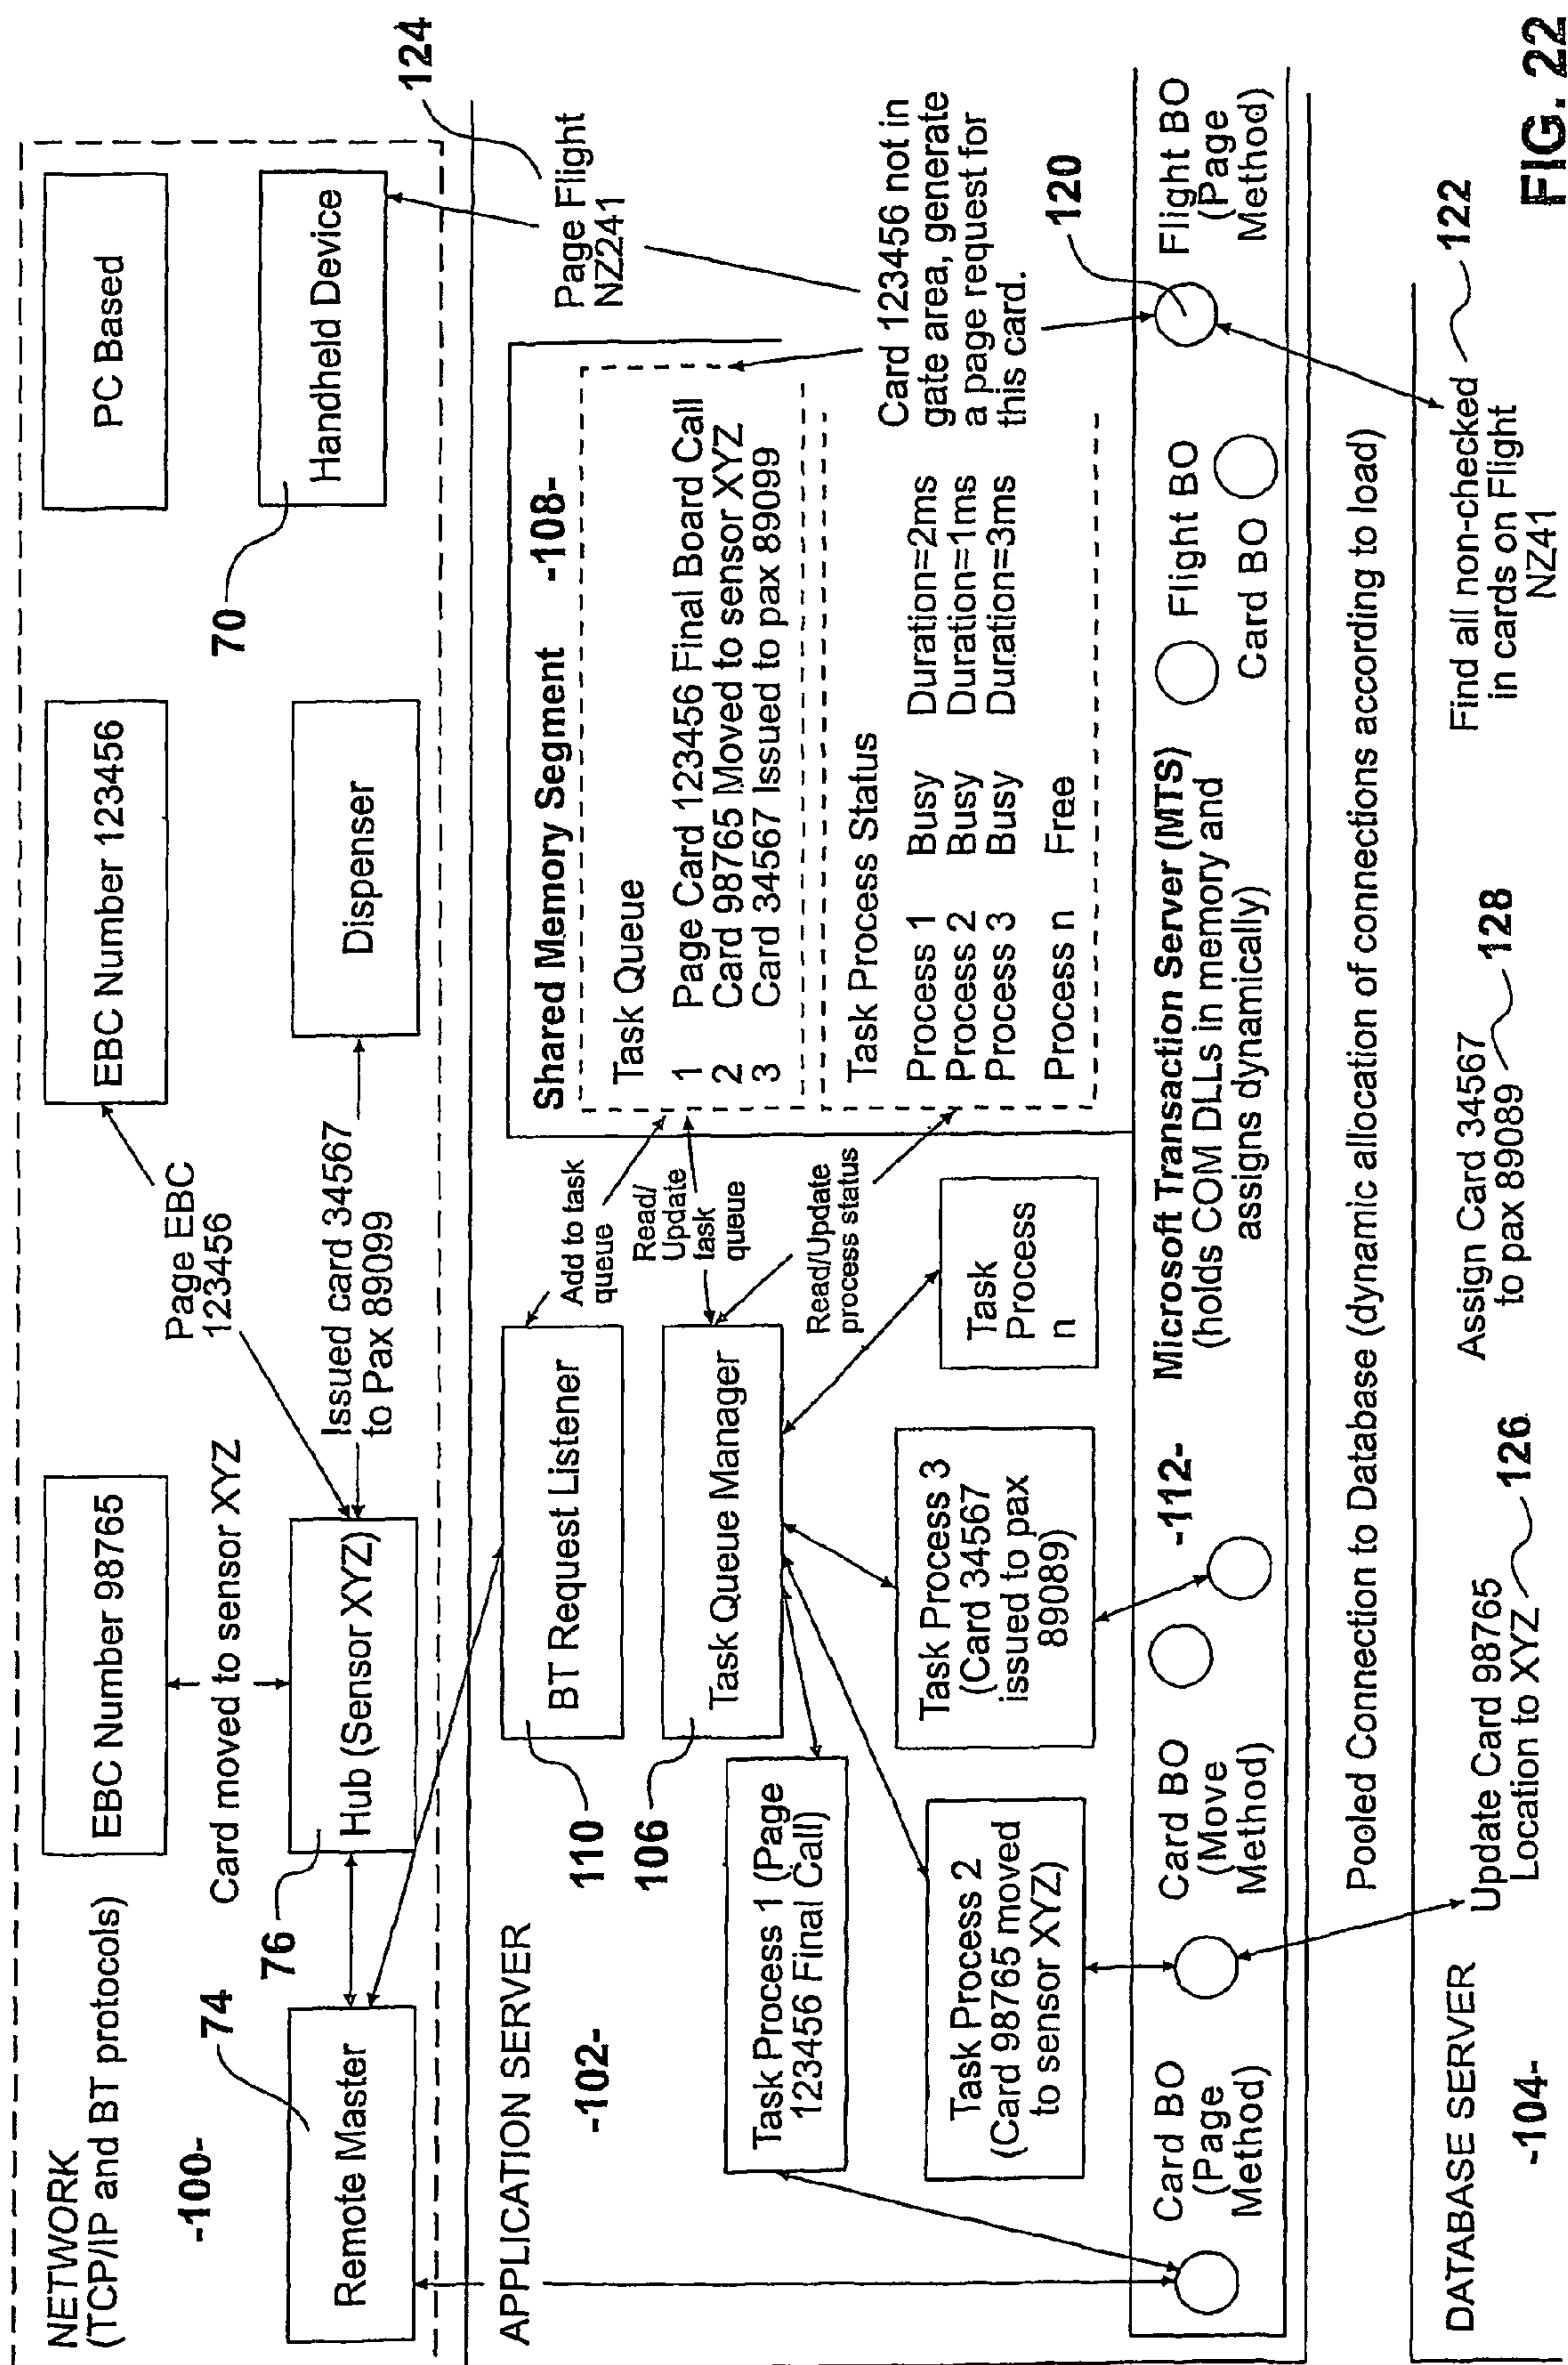 NETWORK
(TCP/IP and BT protocols)
-100-
74
Remote Master
76
Hub (Sensor XYZ)
Card moved to sensor XYZ
EBC Number 98765
Page EBC
123456
EBC Number 123456
Issued card 34567
to Pax 89099
Dispenser
PC Based
70
Handheld Device
124
Page Flight
NZ241
APPLICATION SERVER
-102-
110
BT Request Listener
106
Task Queue Manager
Add to task
queue
Read/
Update
task
queue
Read/Update
process status
Task Process 1 (Page
123456 Final Call)
Task Process 2
(Card 98765 moved
to sensor XYZ)
Task Process 3
(Card 34567
issued to pax
89089)
Task
Process
n
Shared Memory Segment -108-
Task Queue
1 Page Card 123456 Final Board Call
2 Card 98765 Moved to sensor XYZ
3 Card 34567 Issued to pax 89099
Task Process Status
Process 1 Busy Duration=2ms
Process 2 Busy Duration=1ms
Process 3 Busy Duration=3ms
Process n Free
Card 123456 not in
gate area, generate
a page request for
this card.
120
Card BO
(Page
Method)
Card BO
(Move
Method)
-112-
Microsoft Transaction Server (MTS)
(holds COM DLLs in memory and
assigns dynamically)
Flight BO
Card BO
Flight BO
(Page
Method)
Pooled Connection to Database (dynamic allocation of connections according to load)
DATABASE SERVER
-104-
Update Card 98765
Location to XYZ
126
Assign Card 34567
to pax 89089
128
Find all non-checked
in cards on Flight
NZ41
122
FIG. 22